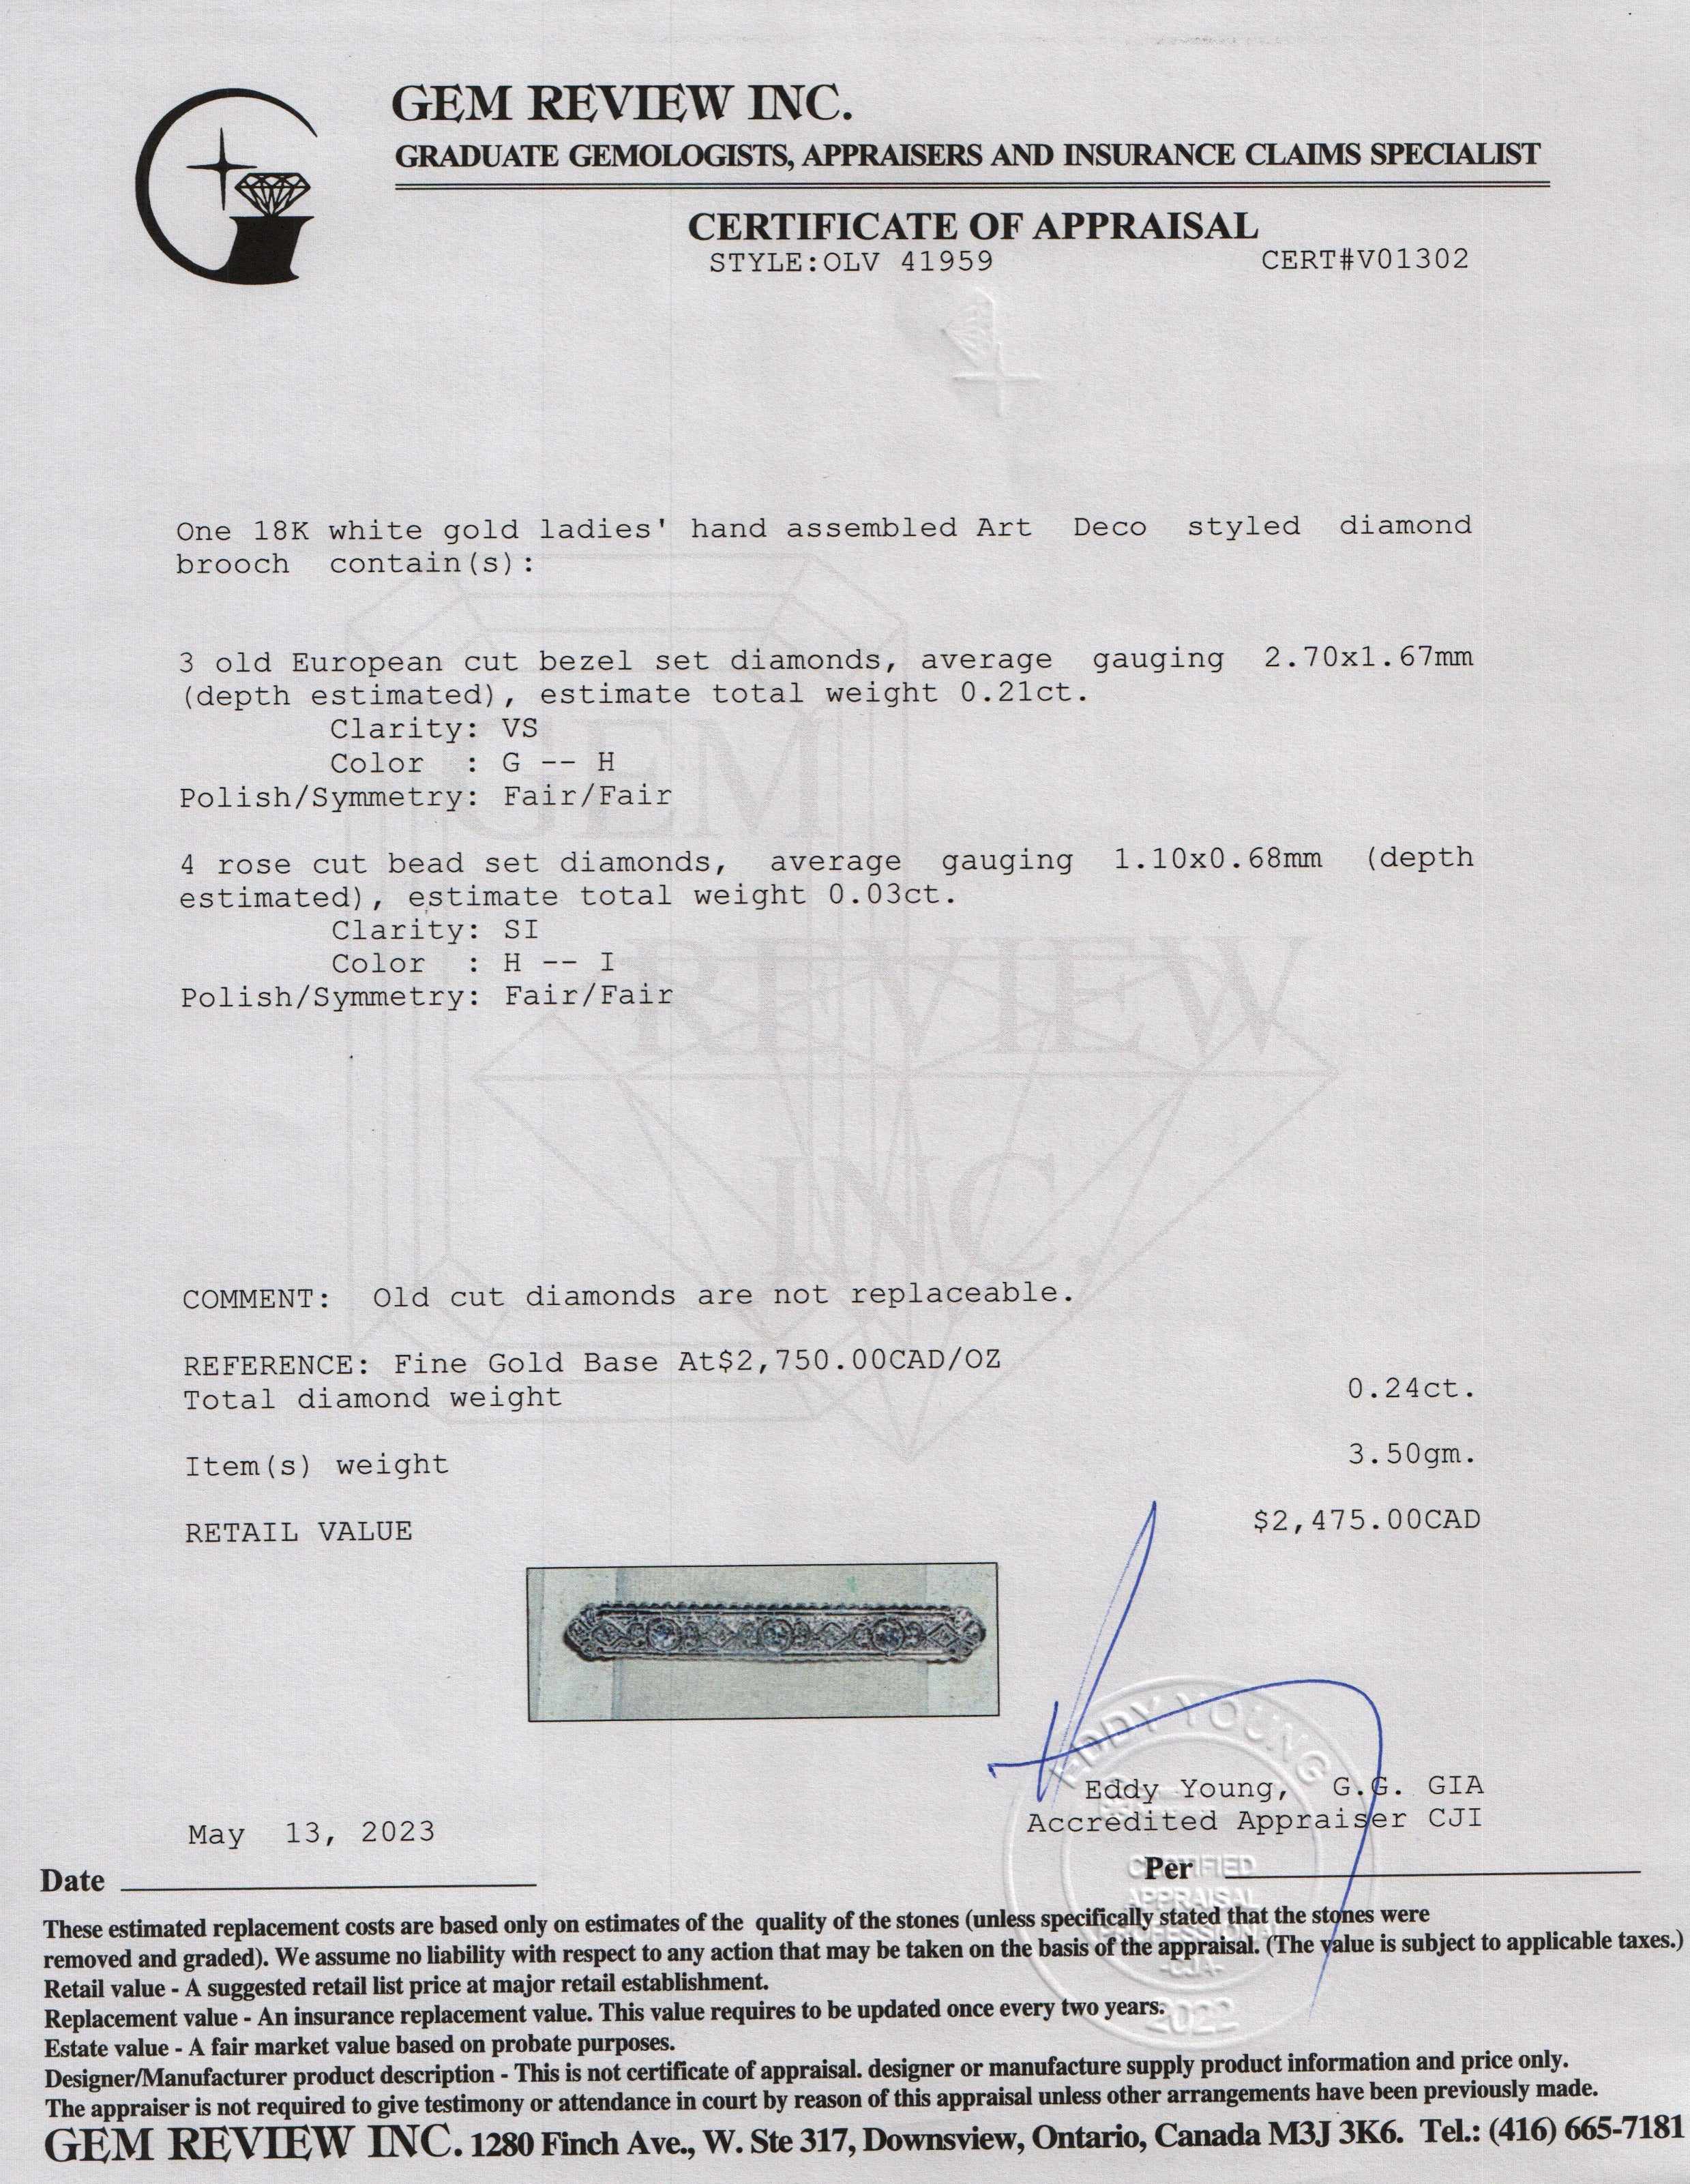 GEM REVIEW INC.
GRADUATE GEMOLOGISTS, APPRAISERS AND INSURANCE CLAIMS SPECIALIST
CERTIFICATE OF APPRAISAL
STYLE:OLV 41959 CERT#V01302
One 18K white gold ladies' hand assembled Art Deco styled diamond
brooch contain(s):
3 old European cut bezel set diamonds, average gauging 2.70x1.67mm
(depth estimated), estimate total weight 0.21ct.
Clarity: VS
Color : G -- H
Polish/Symmetry: Fair/Fair
4 rose cut bead set diamonds, average gauging 1.10x0.68mm (depth
estimated), estimate total weight 0.03ct.
Clarity: SI
Color : H -- I
Polish/Symmetry: Fair/Fair
GEM
REVIEW
INC.
COMMENT: Old cut diamonds are not replaceable.
REFERENCE: Fine Gold Base At$2,750.00CAD/OZ
Total diamond weight 0.24ct.
Item(s) weight 3.50gm.
RETAIL VALUE $2,475.00CAD
EDDY YOUNG
Eddy Young, G.G. GIA
Accredited Appraiser CJI
May 13, 2023
Date
Per
CERTIFIED
APPRAISAL
PROFESSIONAL
-CJA-
2022
These estimated replacement costs are based only on estimates of the quality of the stones (unless specifically stated that the stones were
removed and graded). We assume no liability with respect to any action that may be taken on the basis of the appraisal. (The value is subject to applicable taxes.)
Retail value - A suggested retail list price at major retail establishment.
Replacement value - An insurance replacement value. This value requires to be updated once every two years.
Estate value - A fair market value based on probate purposes.
Designer/Manufacturer product description - This is not certificate of appraisal. designer or manufacture supply product information and price only.
The appraiser is not required to give testimony or attendance in court by reason of this appraisal unless other arrangements have been previously made.
GEM REVIEW INC. 1280 Finch Ave., W. Ste 317, Downsview, Ontario, Canada M3J 3K6. Tel.: (416) 665-7181